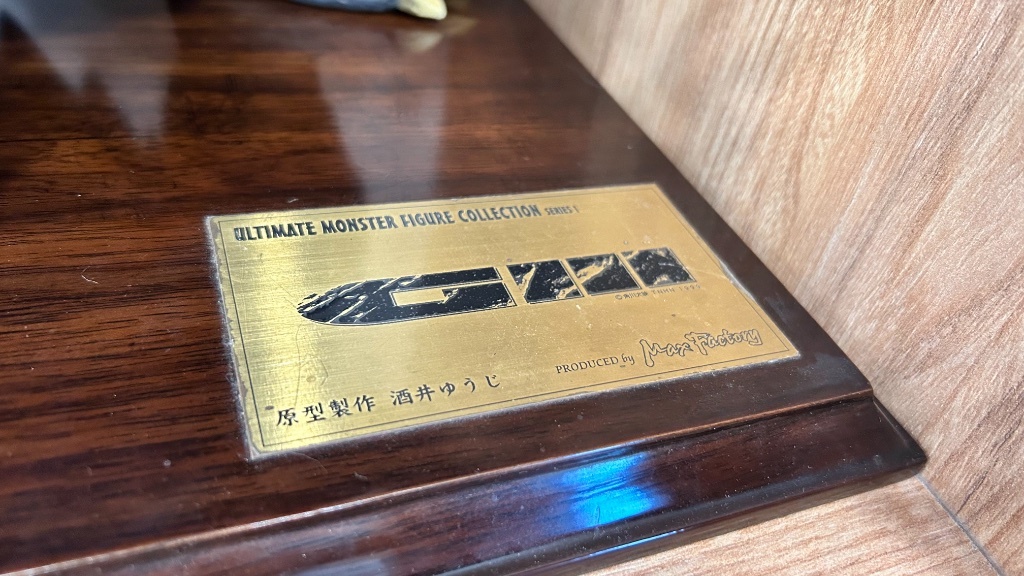 ULTIMATE MONSTER FIGURE COLLECTION SERIES 1
GIII
PRODUCED by Max Factory
原型製作 酒井ゆうじ